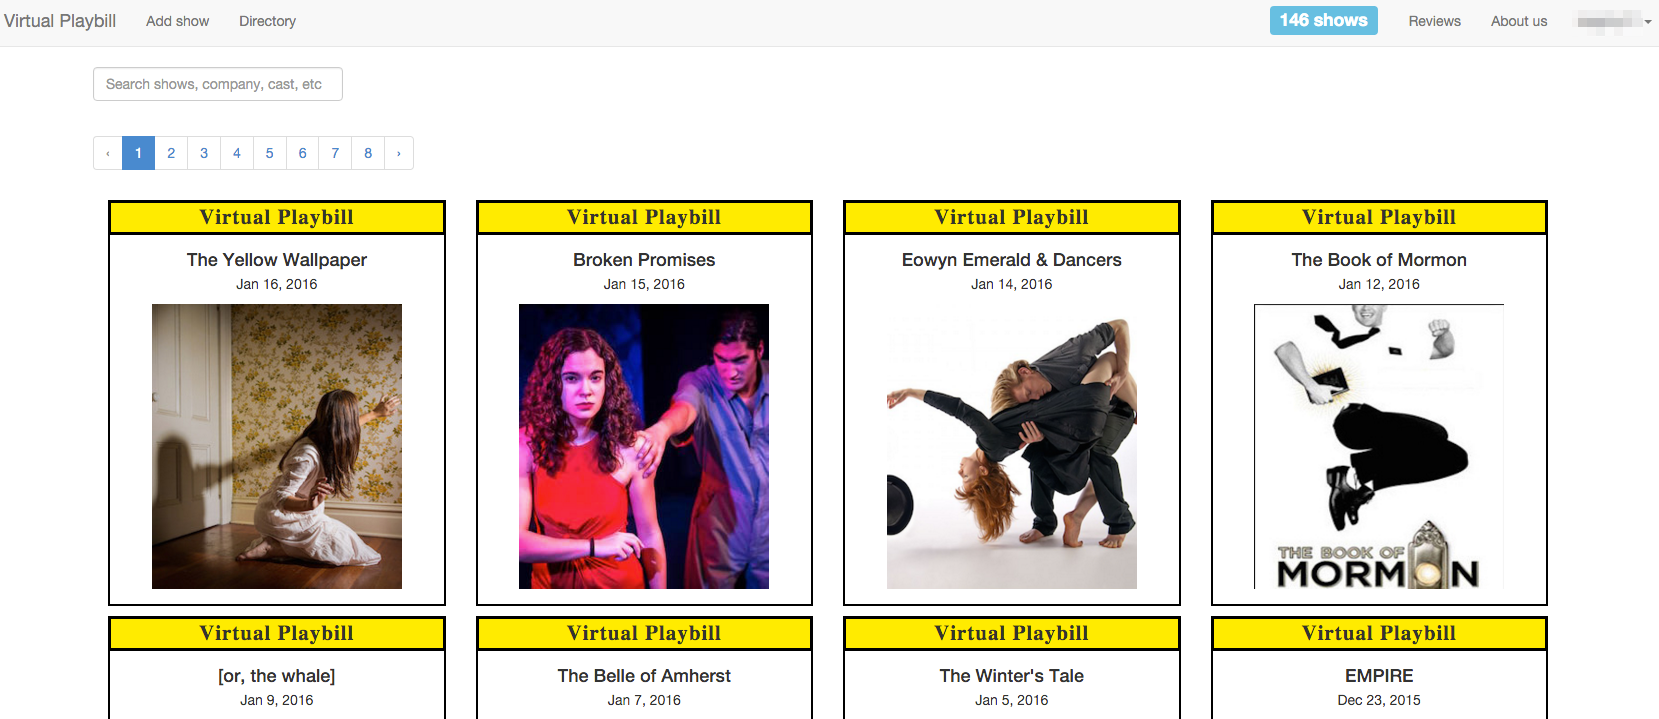 Virtual Playbill Add show Directory 146 shows Reviews About us
Search shows, company, cast, etc
‹ 1 2 3 4 5 6 7 8 ›
Virtual Playbill Virtual Playbill Virtual Playbill Virtual Playbill
The Yellow Wallpaper Broken Promises Eowyn Emerald & Dancers The Book of Mormon
Jan 16, 2016 Jan 15, 2016 Jan 14, 2016 Jan 12, 2016
THE BOOK OF
MORMON
Virtual Playbill Virtual Playbill Virtual Playbill Virtual Playbill
[or, the whale] The Belle of Amherst The Winter's Tale EMPIRE
Jan 9, 2016 Jan 7, 2016 Jan 5, 2016 Dec 23, 2015